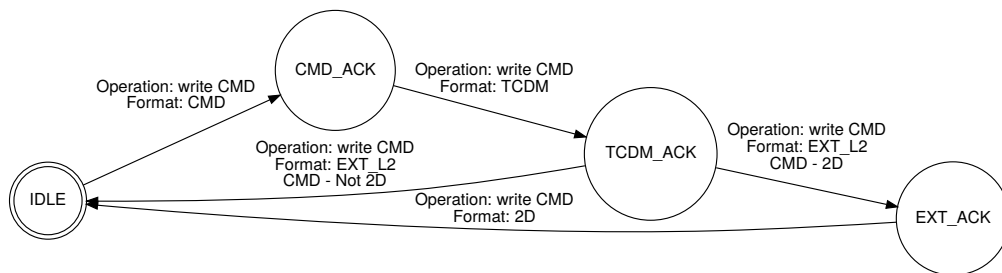 CMD_ACK
Operation: write CMD
Format: TCDM
Operation: write CMD
Format: CMD
Operation: write CMD
Format: EXT_L2
CMD - Not 2D
TCDM_ACK
Operation: write CMD
Format: EXT_L2
CMD - 2D
IDLE
Operation: write CMD
Format: 2D
EXT_ACK